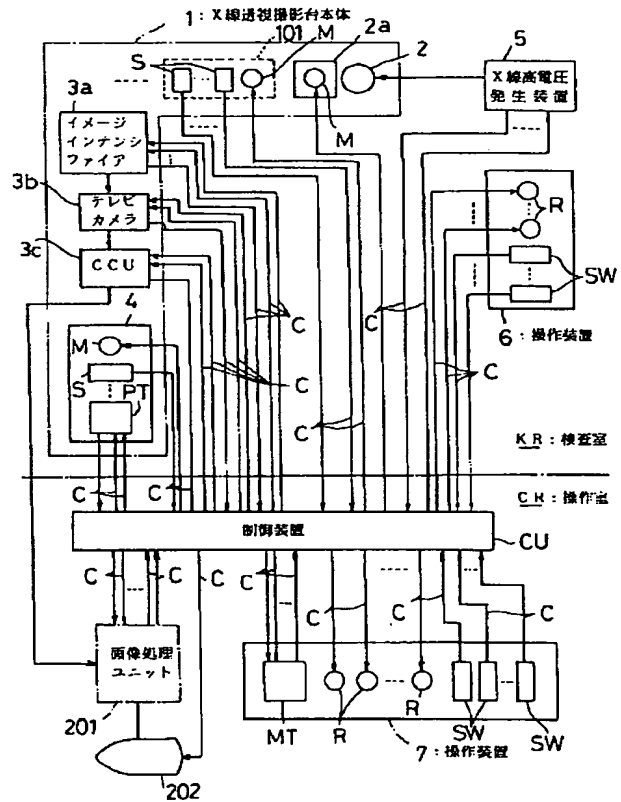 1：X線透視撮影台本体
101
M
2a
2
5
S
X線高電圧
発生装置
3a
イメージ
インテンシ
ファイア
M
3b
テレビ
カメラ
R
3c
CCU
SW
C
C
6：操作装置
4
M
C
C
S
PT
C
KR：検査室
C
C
CR：操作室
制御装置
CU
C
C
C
C
C
C
C
画像処理
ユニット
201
MT
R
R
SW
SW
7：操作装置
202